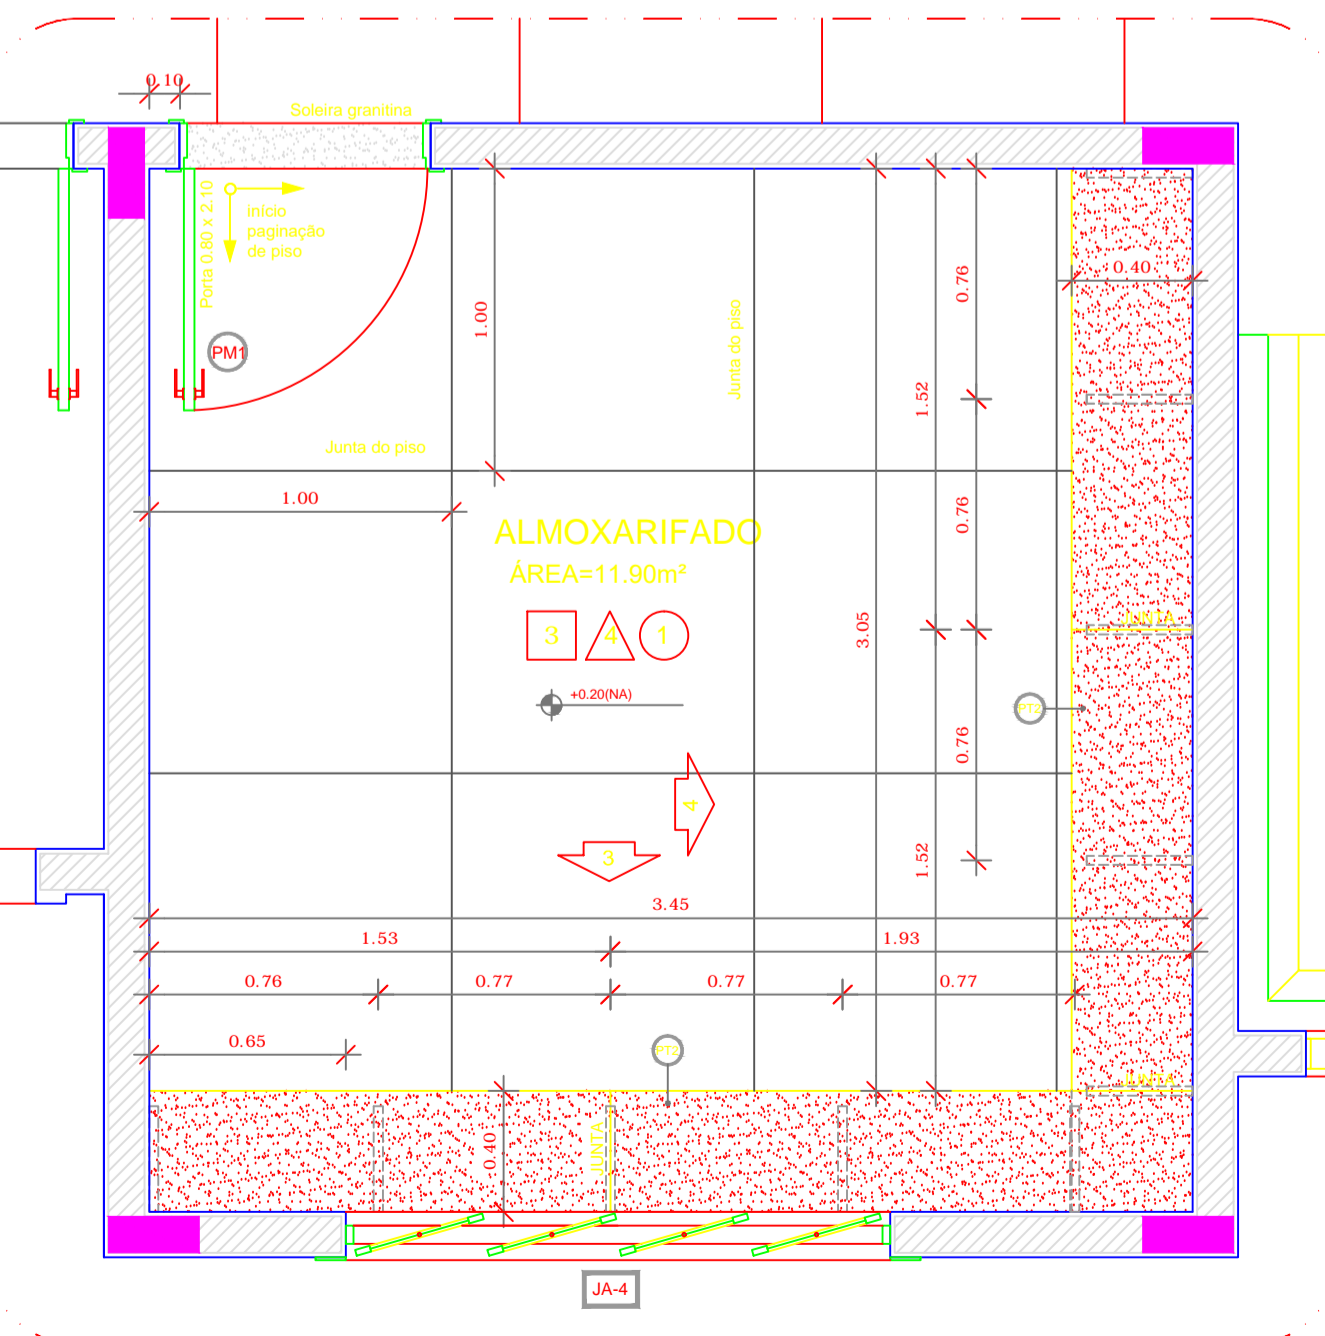 0.10
Soleira granitina
Porta 0.80 x 2.10
início
paginação
de piso
PM1
1.00
Junta do piso
0.76
0.40
1.52
Junta do piso
1.00
0.76
ALMOXARIFADO
ÁREA=11.90m²
3
4
1
3.05
JUNTA
+0.20(NA)
PT2
0.76
4
3
1.52
3.45
1.53
1.93
0.76
0.77
0.77
0.77
0.65
PT2
JUNTA
0.40
JUNTA
JA-4